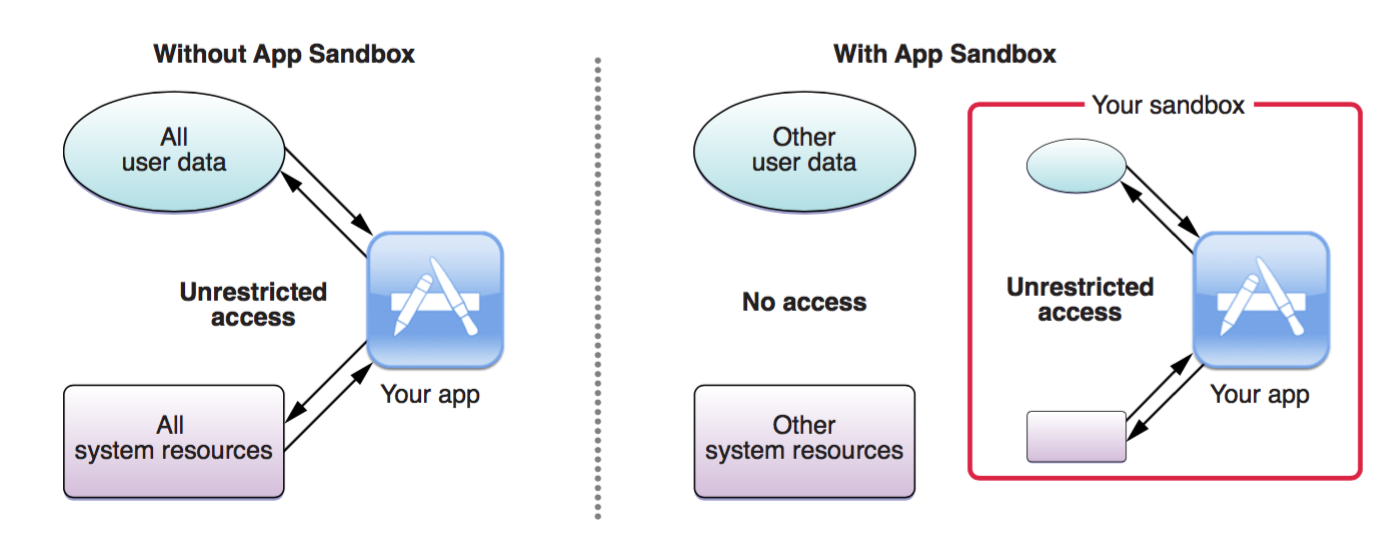 Without App Sandbox
All
user data
Unrestricted
access
Your app
All
system resources
With App Sandbox
Other
user data
No access
Other
system resources
Your sandbox
Unrestricted
access
Your app